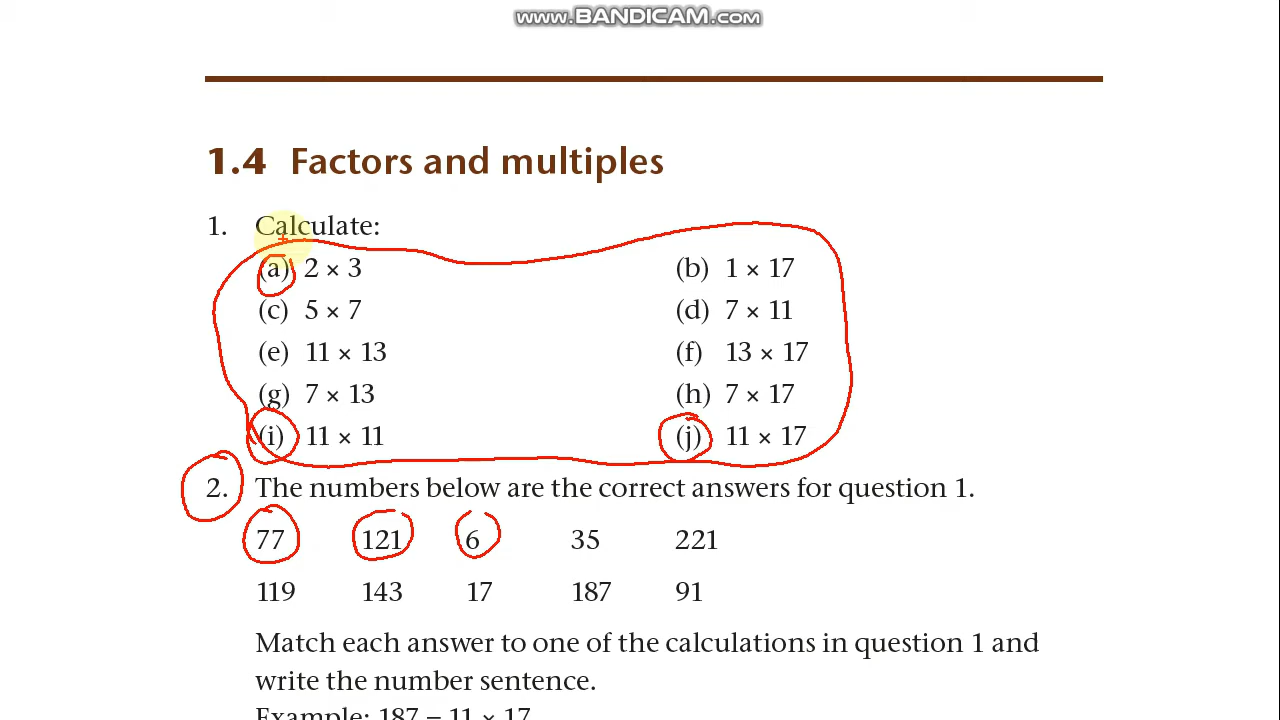 www.BANDICAM.com
1.4 Factors and multiples
1. Calculate:
(a) 2 × 3 (b) 1 × 17
(c) 5 × 7 (d) 7 × 11
(e) 11 × 13 (f) 13 × 17
(g) 7 × 13 (h) 7 × 17
(i) 11 × 11 (j) 11 × 17
2. The numbers below are the correct answers for question 1.
77 121 6 35 221
119 143 17 187 91
Match each answer to one of the calculations in question 1 and
write the number sentence.
Example: 187 = 11 × 17